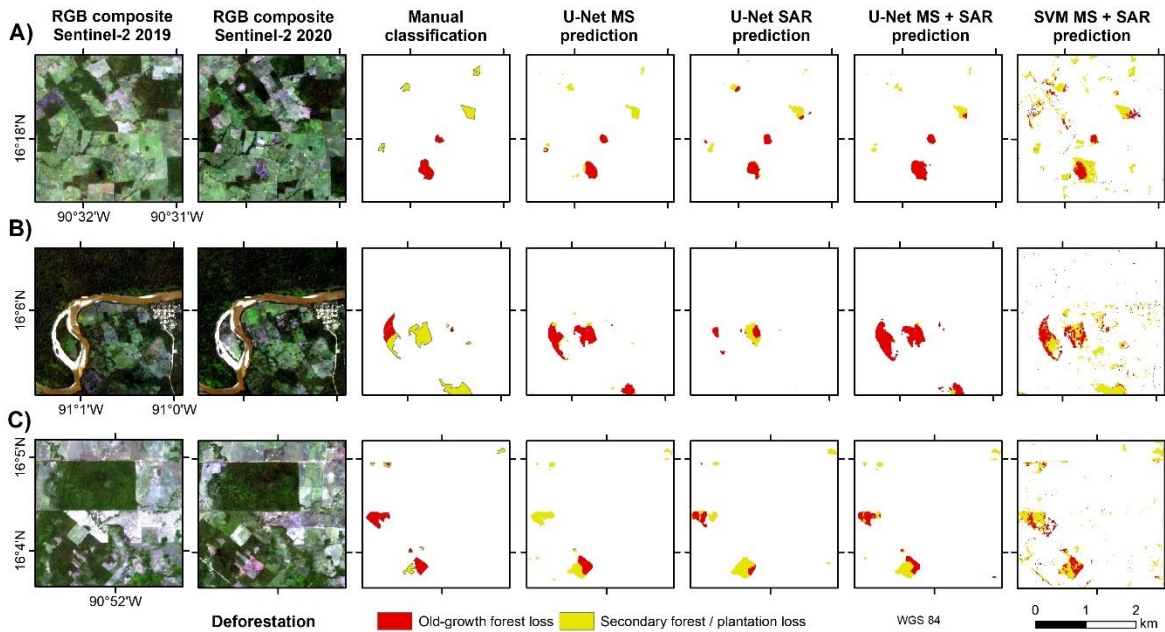 RGB composite
Sentinel-2 2019
RGB composite
Sentinel-2 2020
Manual
classification
U-Net MS
prediction
U-Net SAR
prediction
U-Net MS + SAR
prediction
SVM MS + SAR
prediction
A)
16°18'N
90°32'W 90°31'W
B)
16°6'N
91°1'W 91°0'W
C)
16°5'N
16°4'N
90°52'W
Deforestation
Old-growth forest loss
Secondary forest / plantation loss
WGS 84
0 1 2
km